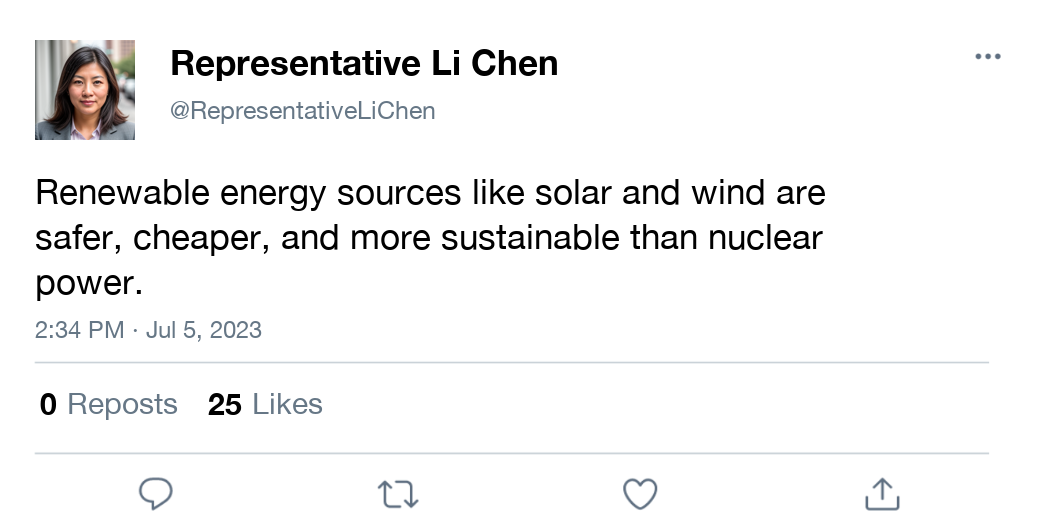 Representative Li Chen
@RepresentativeLiChen
Renewable energy sources like solar and wind are
safer, cheaper, and more sustainable than nuclear
power.
2:34 PM · Jul 5, 2023
0 Reposts 25 Likes